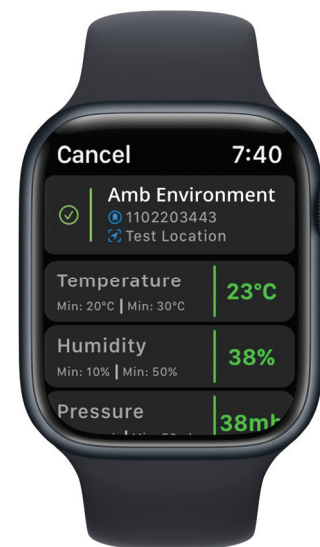 Cancel 7:40
Amb Environment
1102203443
Test Location
Temperature
Min: 20°C | Min: 30°C
23°C
Humidity
Min: 10% | Min: 50%
38%
Pressure
38mb